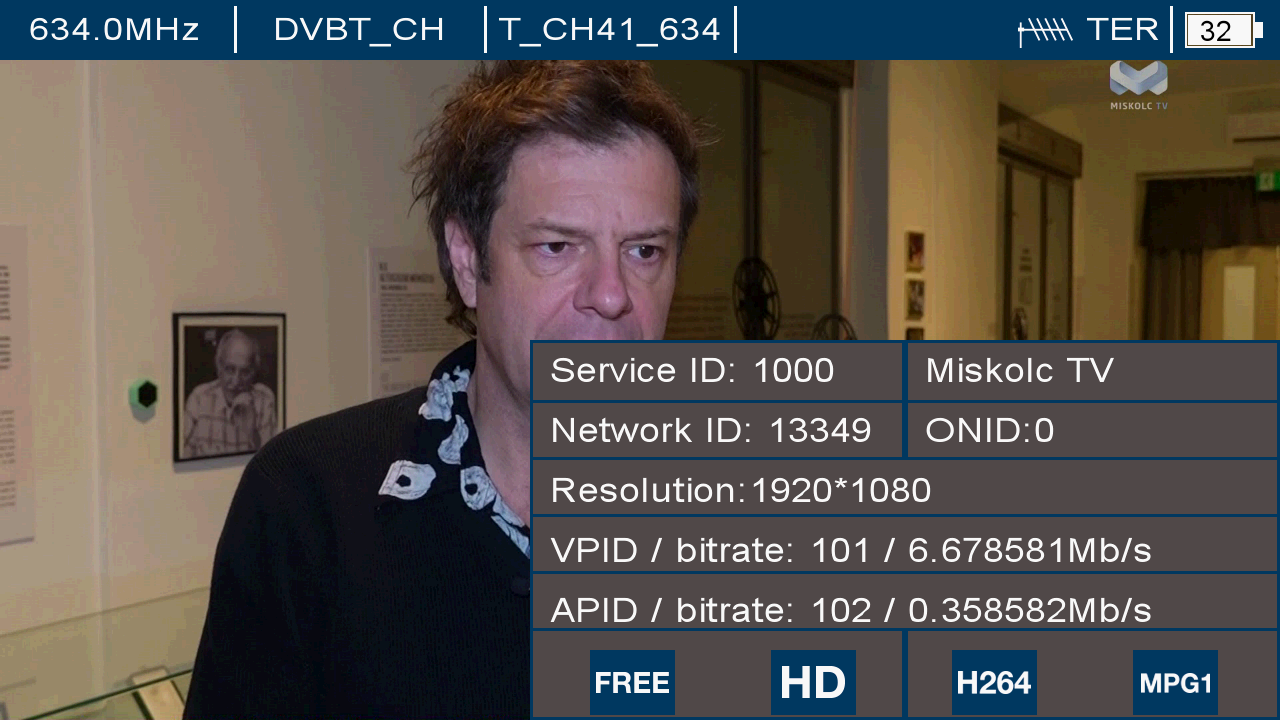 634.0MHz DVBT_CH T_CH41_634 TER 32
MISKOLC TV
Service ID: 1000 Miskolc TV
Network ID: 13349 ONID:0
Resolution:1920*1080
VPID / bitrate: 101 / 6.678581Mb/s
APID / bitrate: 102 / 0.358582Mb/s
FREE HD H264 MPG1